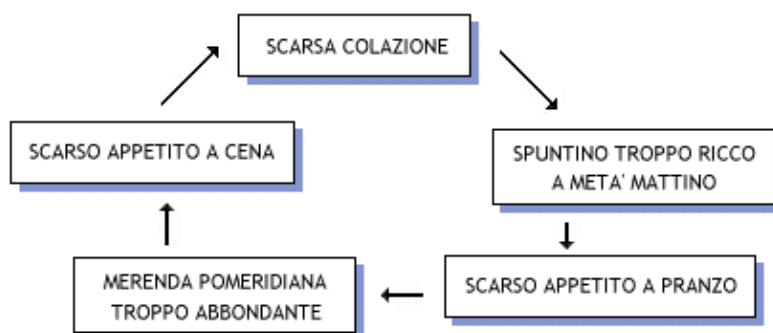 SCARSA COLAZIONE
SPUNTINO TROPPO RICCO
A META' MATTINO
SCARSO APPETITO A PRANZO
MERENDA POMERIDIANA
TROPPO ABBONDANTE
SCARSO APPETITO A CENA